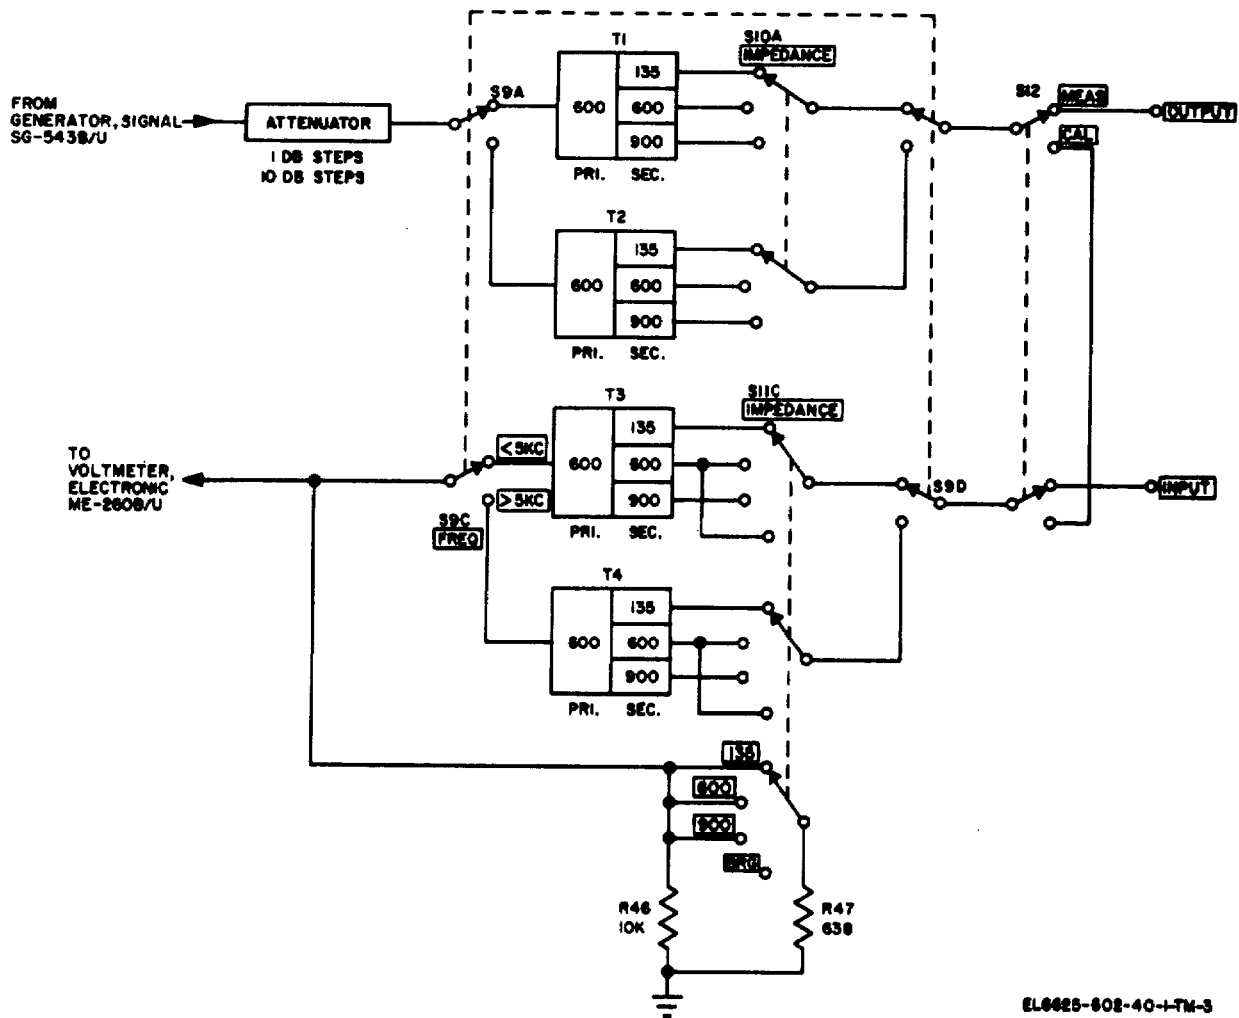 T1
S10A
IMPEDANCE
S9A
135
600
600
900
PRI. SEC.
FROM
GENERATOR, SIGNAL
SG-543B/U
ATTENUATOR
1 DB STEPS
10 DB STEPS
S12
MEAS
OUTPUT
CAL
T2
135
600
600
900
PRI. SEC.
T3
S11C
IMPEDANCE
135
<5KC
600
600
>5KC
900
PRI. SEC.
TO
VOLTMETER,
ELECTRONIC
ME-260B/U
S9C
FREQ
S9D
INPUT
T4
135
600
600
900
PRI. SEC.
135
600
900
BRG
R46
10K
R47
638
EL6625-602-40-1-TM-3